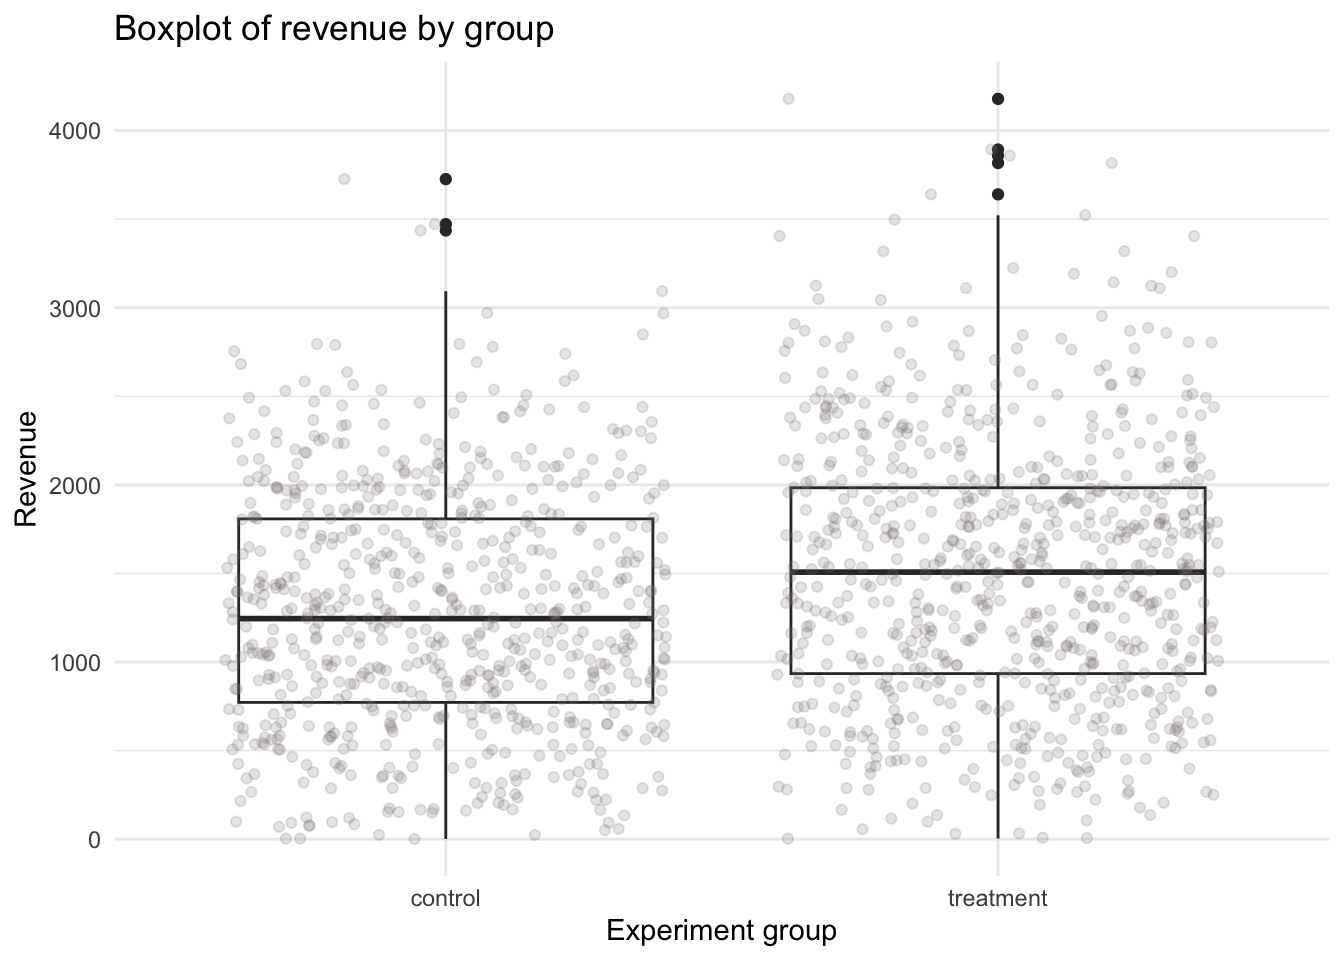 Boxplot of revenue by group
4000
3000
2000
1000
0
Revenue
control
treatment
Experiment group